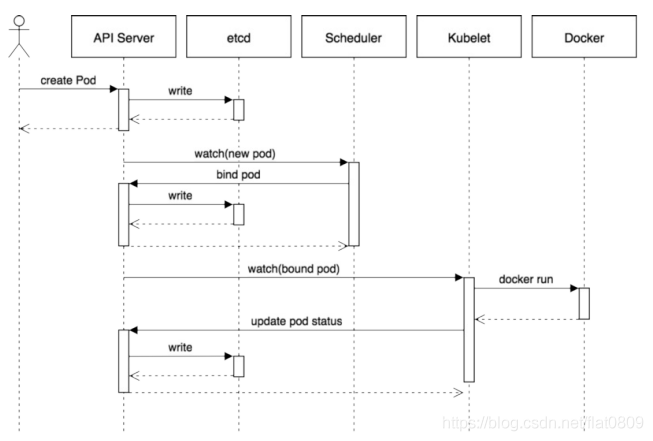 API Server
etcd
Scheduler
Kubelet
Docker
create Pod
write
watch(new pod)
bind pod
write
watch(bound pod)
docker run
update pod status
write
https://blog.csdn.net/flat0809